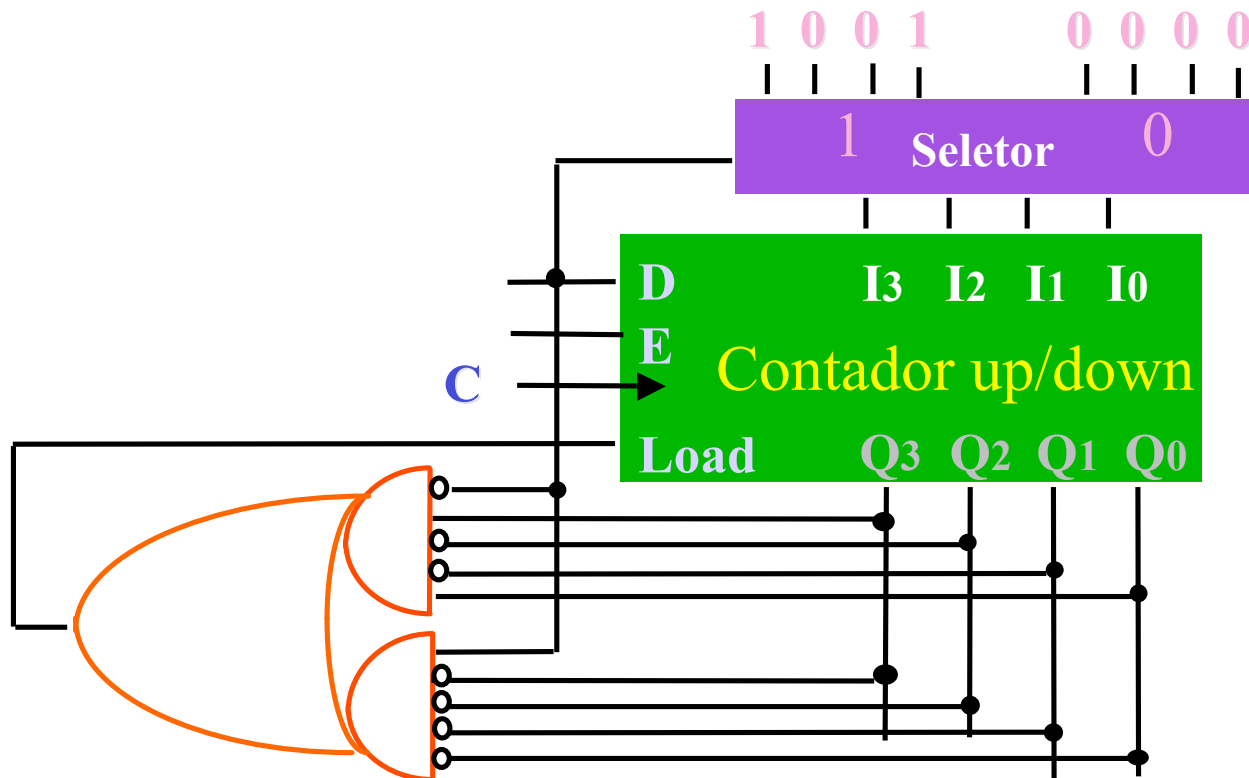 1 0 0 1 0 0 0 0
1 Seletor 0
D I3 I2 I1 I0
E
Contador up/down
C
Load Q3 Q2 Q1 Q0